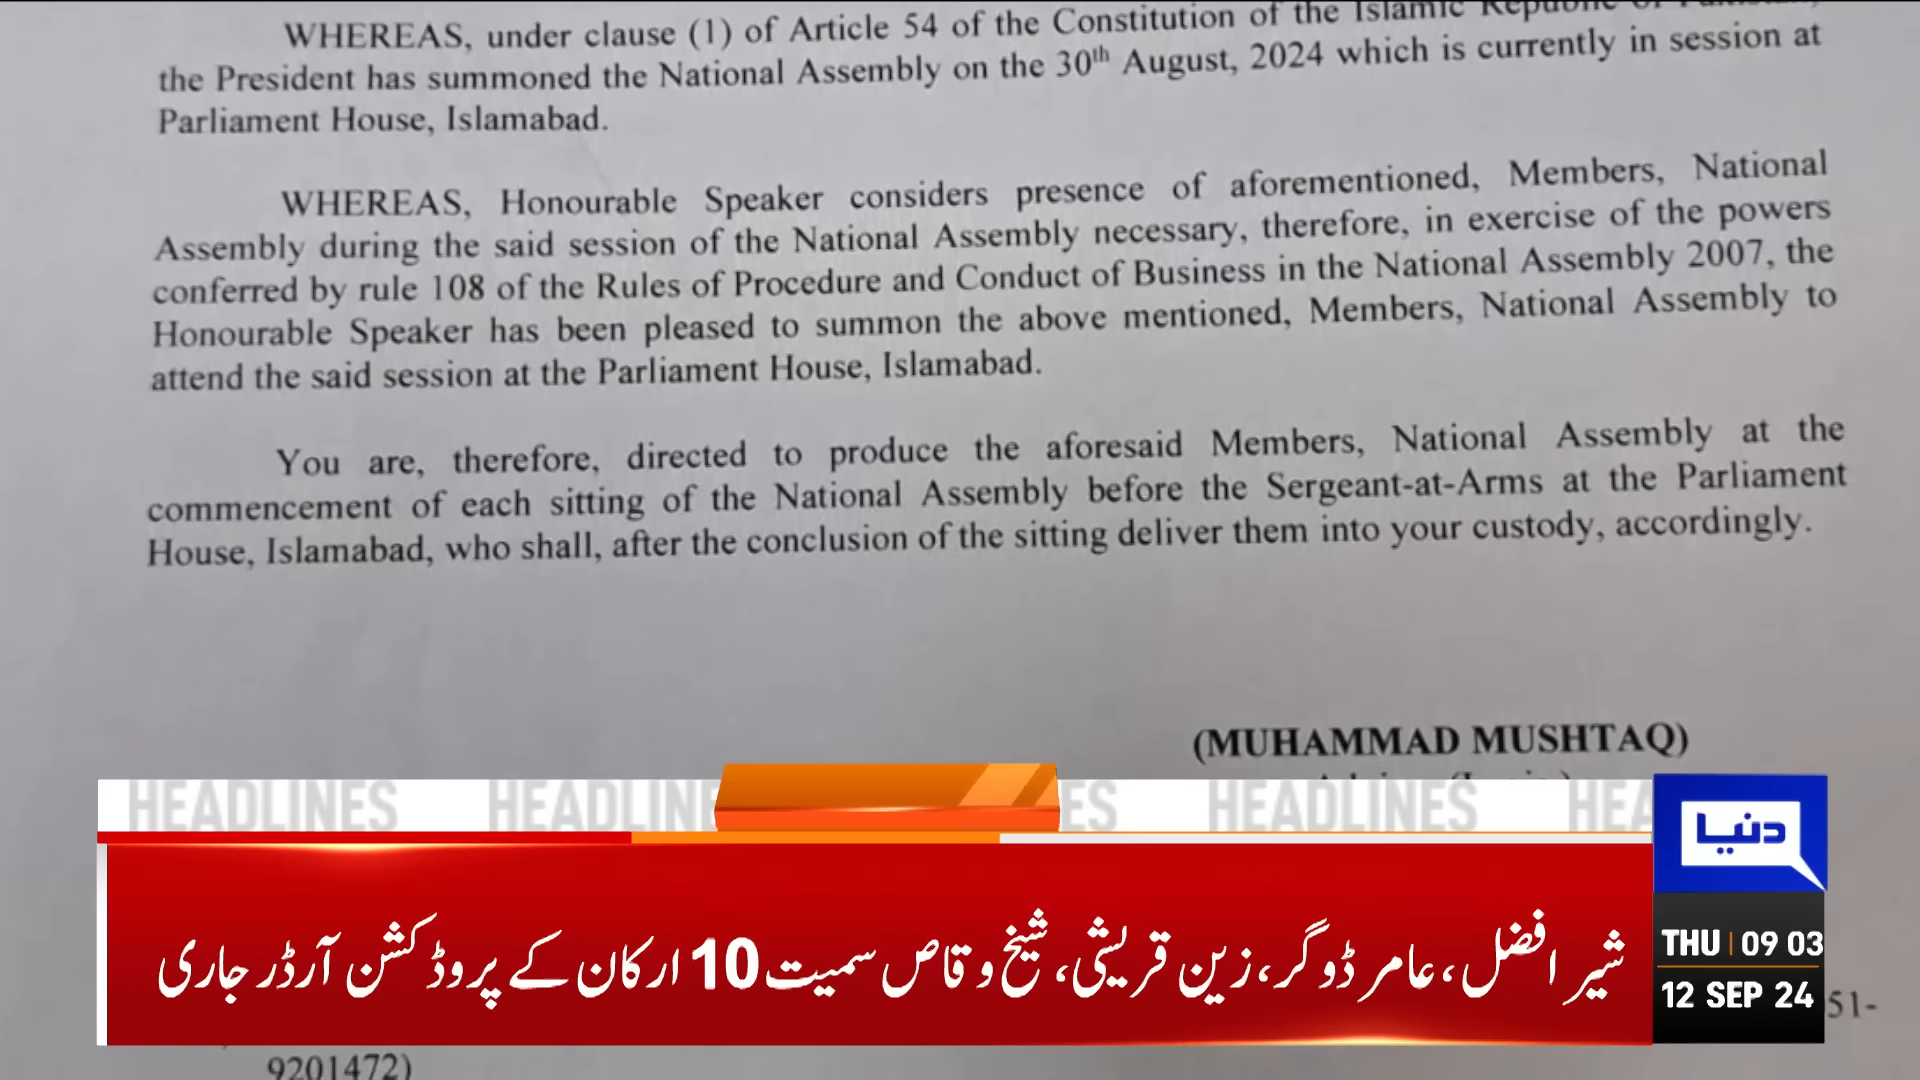 WHEREAS, under clause (1) of Article 54 of the Constitution of the Islamic Republic of Pakistan,
the President has summoned the National Assembly on the 30th August, 2024 which is currently in session at
Parliament House, Islamabad.
WHEREAS, Honourable Speaker considers presence of aforementioned, Members, National
Assembly during the said session of the National Assembly necessary, therefore, in exercise of the powers
conferred by rule 108 of the Rules of Procedure and Conduct of Business in the National Assembly 2007, the
Honourable Speaker has been pleased to summon the above mentioned, Members, National Assembly to
attend the said session at the Parliament House, Islamabad.
You are, therefore, directed to produce the aforesaid Members, National Assembly at the
commencement of each sitting of the National Assembly before the Sergeant-at-Arms at the Parliament
House, Islamabad, who shall, after the conclusion of the sitting deliver them into your custody, accordingly.
(MUHAMMAD MUSHTAQ)
HEADLINES HEADLINES HEADLINES
دنیا
شیر افضل، عامر ڈوگر، زین قریشی، شیخ وقاص سمیت 10 ارکان کے پروڈکشن آرڈر جاری
THU 09 03
12 SEP 24
51-
9201472)